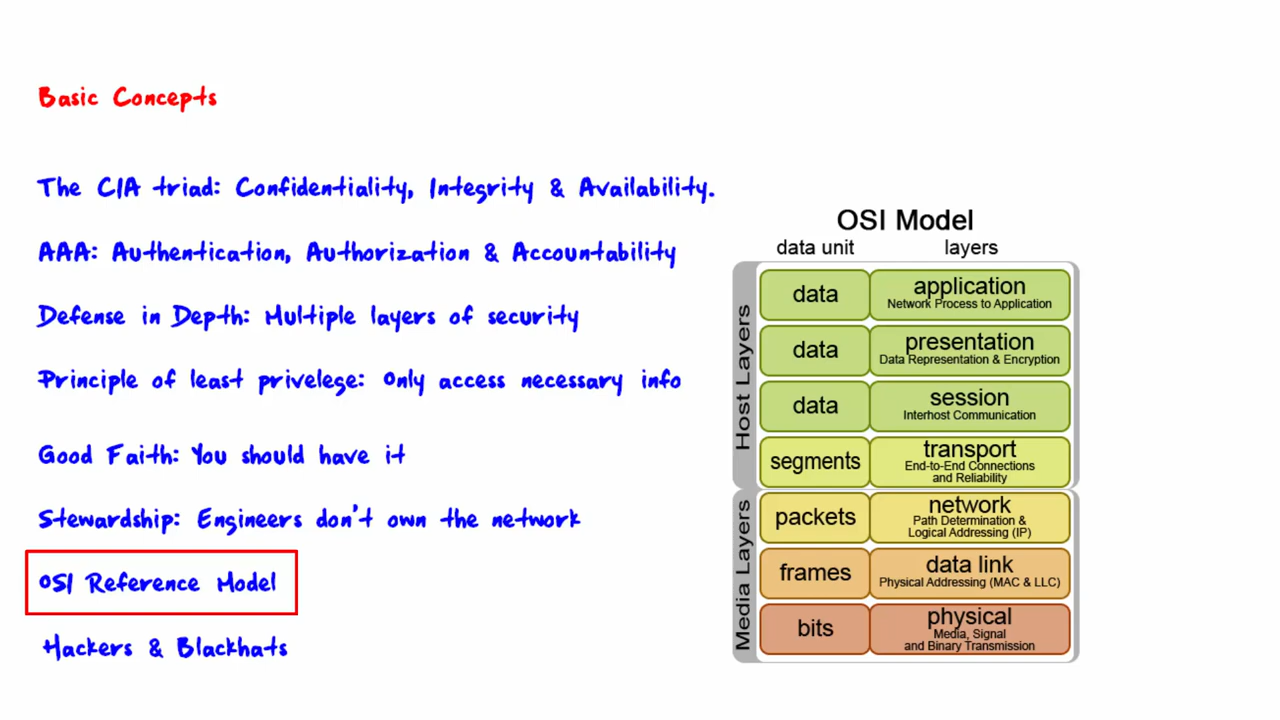 Basic Concepts
The CIA triad: Confidentiality, Integrity & Availability.
AAA: Authentication, Authorization & Accountability
Defense in Depth: Multiple layers of security
Principle of least privelege: Only access necessary info
Good Faith: You should have it
Stewardship: Engineers don't own the network
OSI Reference Model
Hackers & Blackhats
OSI Model
data unit layers
Host Layers
data application
Network Process to Application
data presentation
Data Representation & Encryption
data session
Interhost Communication
segments transport
End-to-End Connections
and Reliability
Media Layers
packets network
Path Determination &
Logical Addressing (IP)
frames data link
Physical Addressing (MAC & LLC)
bits physical
Media, Signal
and Binary Transmission